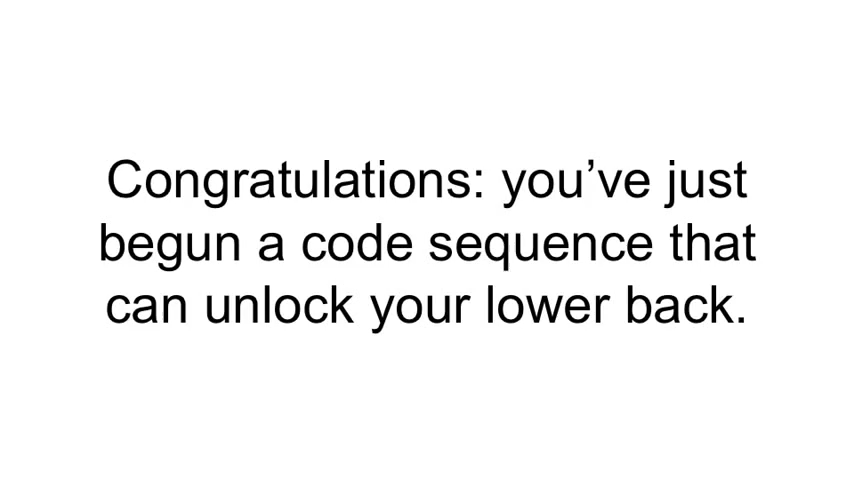 Congratulations: you’ve just
begun a code sequence that
can unlock your lower back.